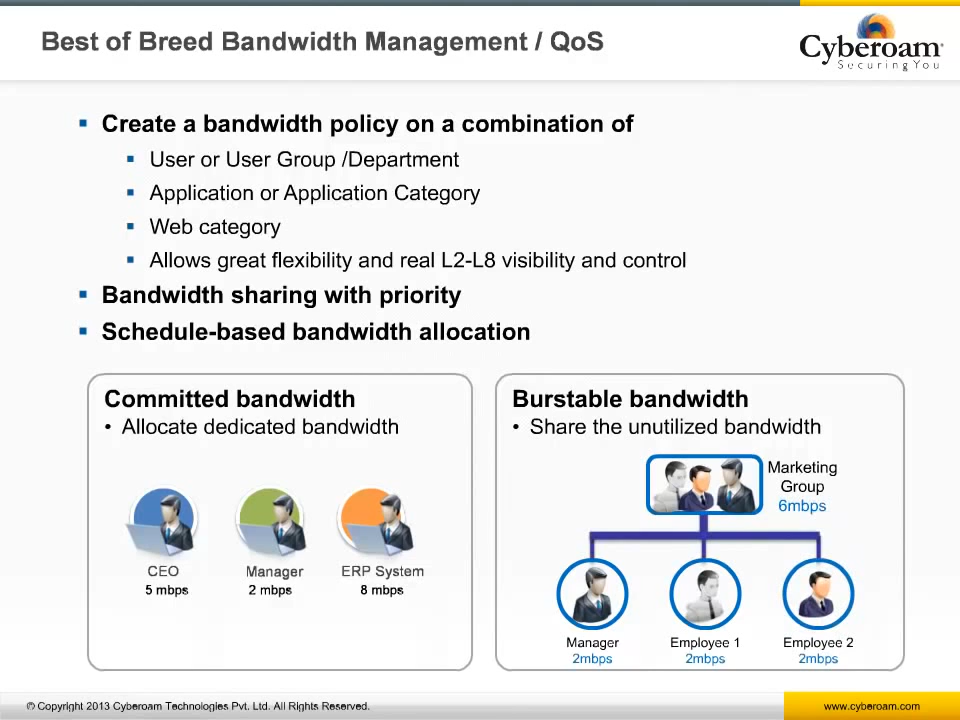 Best of Breed Bandwidth Management / QoS
Cyberoam
Securing You
Create a bandwidth policy on a combination of
User or User Group /Department
Application or Application Category
Web category
Allows great flexibility and real L2-L8 visibility and control
Bandwidth sharing with priority
Schedule-based bandwidth allocation
Committed bandwidth
• Allocate dedicated bandwidth
CEO
5 mbps
Manager
2 mbps
ERP System
8 mbps
Burstable bandwidth
• Share the unutilized bandwidth
Marketing
Group
6mbps
Manager
2mbps
Employee 1
2mbps
Employee 2
2mbps
© Copyright 2013 Cyberoam Technologies Pvt. Ltd. All Rights Reserved.
www.cyberoam.com